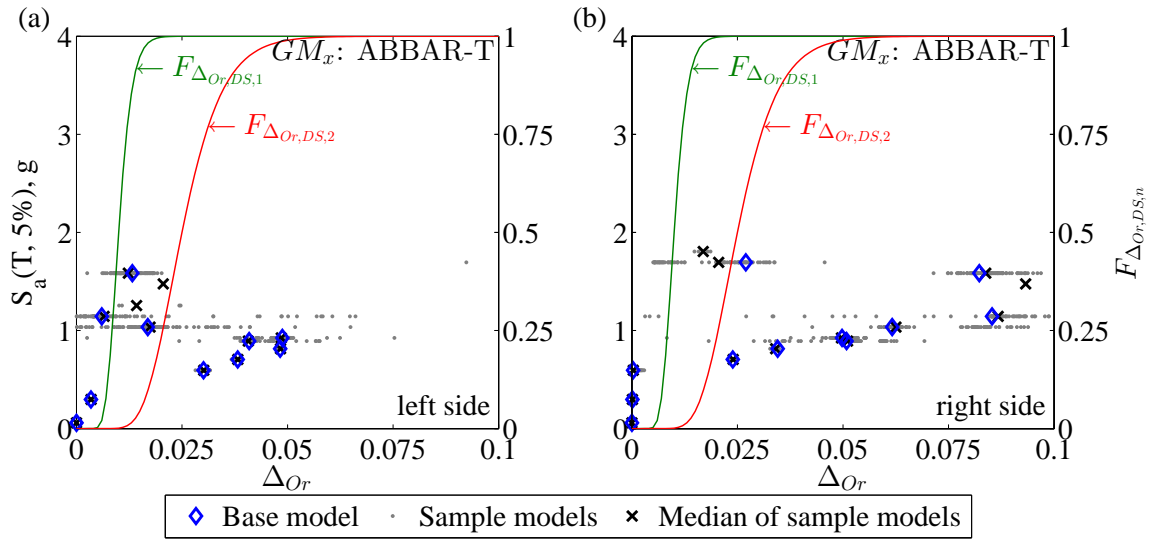 (a)
GM_x: ABBAR-T
F_{Δ_{Or,DS,1}}
F_{Δ_{Or,DS,2}}
S_a(T, 5%), g
4
3
2
1
0
1
0.75
0.5
0.25
0
left side
0
0.025
0.05
0.075
0.1
Δ_{Or}
(b)
GM_x: ABBAR-T
F_{Δ_{Or,DS,1}}
F_{Δ_{Or,DS,2}}
4
3
2
1
0
1
0.75
0.5
0.25
0
F_{Δ_{Or,DS,n}}
right side
0
0.025
0.05
0.075
0.1
Δ_{Or}
Base model
Sample models
Median of sample models